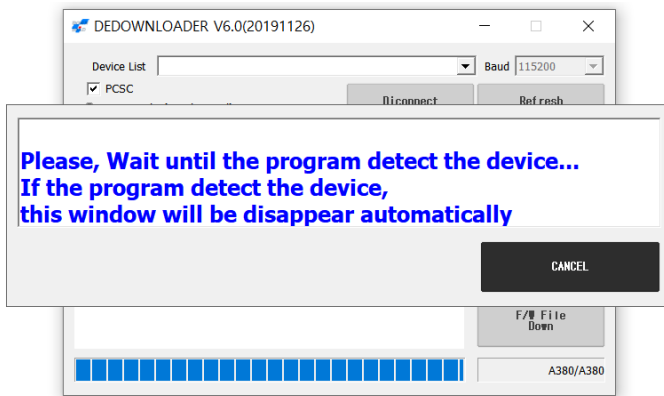 DEDOWNLOADER V6.0(20191126)
Device List
Baud 115200
PCSC
Diconnect
Refresh
Please, Wait until the program detect the device...
If the program detect the device,
this window will be disappear automatically
CANCEL
F/W File
Down
A380/A380